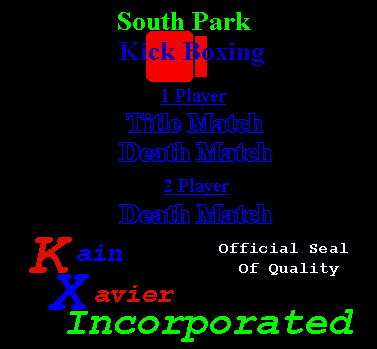 South Park
Kick Boxing
1 Player
Title Match
Death Match
2 Player
Death Match
Official Seal
Of Quality
Kain
Xavier
Incorporated